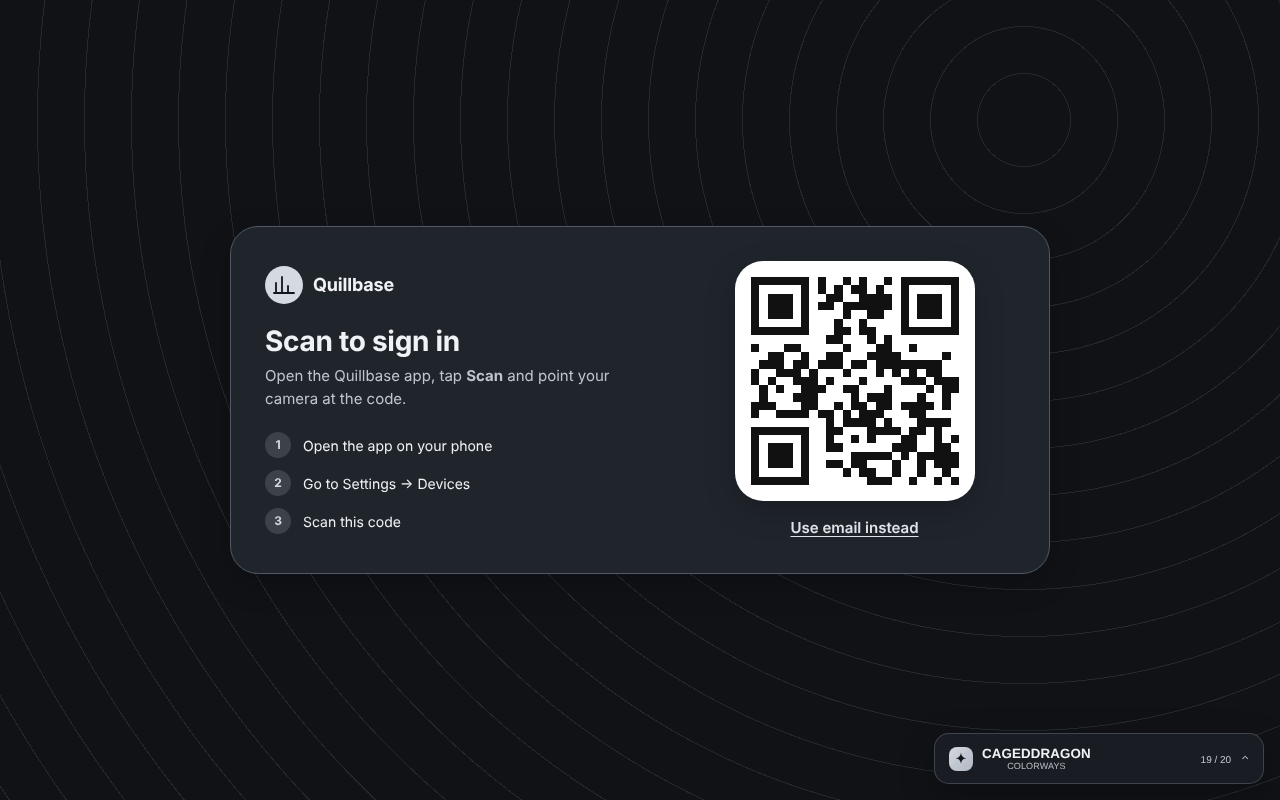 Quillbase
Scan to sign in
Open the Quillbase app, tap Scan and point your
camera at the code.
1 Open the app on your phone
2 Go to Settings → Devices
3 Scan this code
Use email instead
CAGEDDRAGON
COLORWAYS
19 / 20